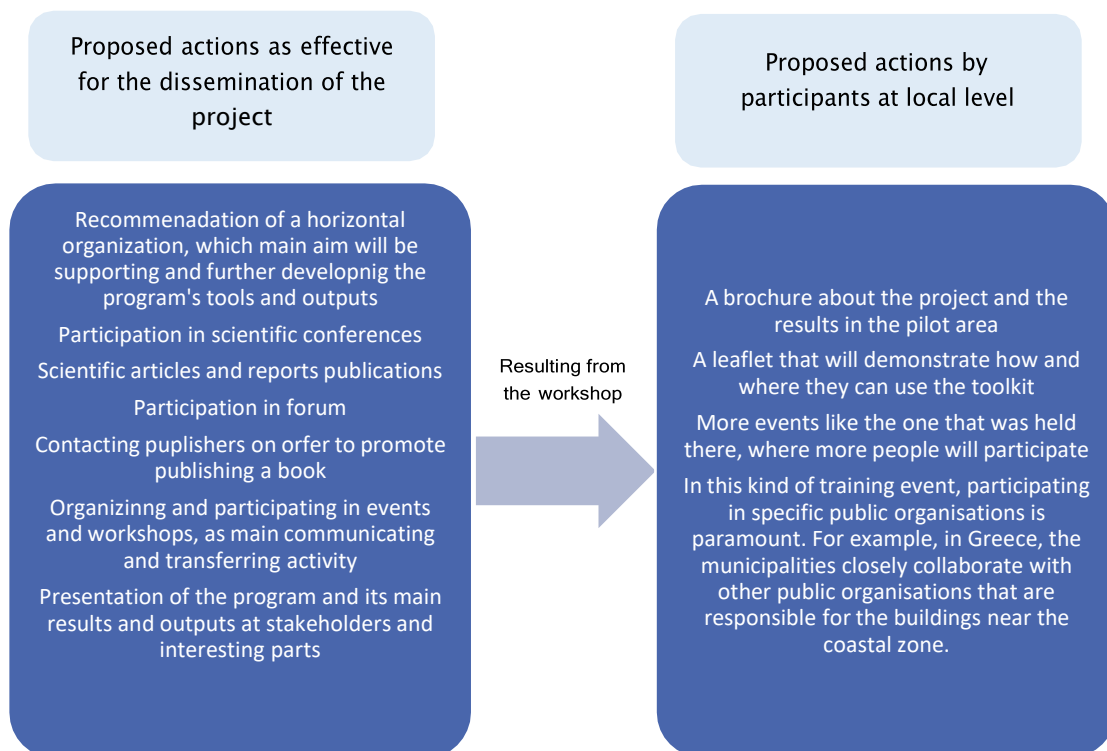 Proposed actions as effective
for the dissemination of the
project
Recommenadation of a horizontal
organization, which main aim will be
supporting and further developnig the
program's tools and outputs
Participation in scientific conferences
Scientific articles and reports publications
Participation in forum
Contacting puplishers on orfer to promote
publishing a book
Organizinng and participating in events
and workshops, as main communicating
and transferring activity
Presentation of the program and its main
results and outputs at stakeholders and
interesting parts
Resulting from
the workshop
Proposed actions by
participants at local level
A brochure about the project and the
results in the pilot area
A leaflet that will demonstrate how and
where they can use the toolkit
More events like the one that was held
there, where more people will participate
In this kind of training event, participating
in specific public organisations is
paramount. For example, in Greece, the
municipalities closely collaborate with
other public organisations that are
responsible for the buildings near the
coastal zone.